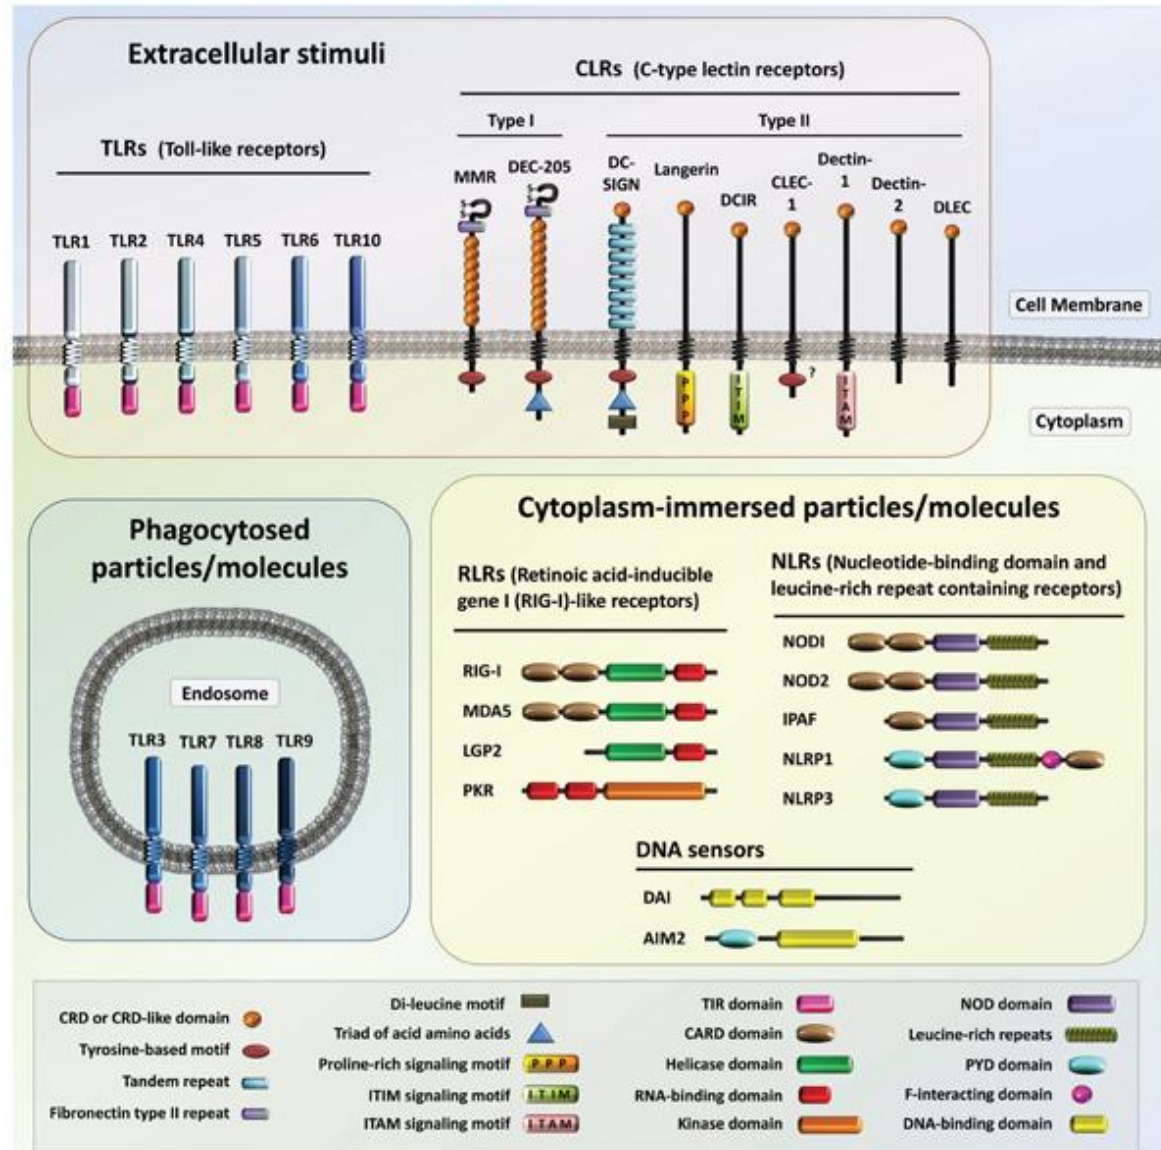 Extracellular stimuli
TLRs (Toll-like receptors)
TLR1 TLR2 TLR4 TLR5 TLR6 TLR10
CLRs (C-type lectin receptors)
Type I
Type II
MMR
DEC-205
DC-
SIGN
Langerin
DCIR
CLEC-
1
Dectin-
1
Dectin-
2
DLEC
S
S
S
S
?
P P P
I T I M
I T A M
Cell Membrane
Cytoplasm
Phagocytosed
particles/molecules
Endosome
TLR3 TLR7 TLR8 TLR9
Cytoplasm-immersed particles/molecules
RLRs (Retinoic acid-inducible
gene I (RIG-I)-like receptors)
RIG-I
MDA5
LGP2
PKR
NLRs (Nucleotide-binding domain and
leucine-rich repeat containing receptors)
NODI
NOD2
IPAF
NLRP1
NLRP3
DNA sensors
DAI
AIM2
CRD or CRD-like domain
Tyrosine-based motif
Tandem repeat
Fibronectin type II repeat
Di-leucine motif
Triad of acid amino acids
Proline-rich signaling motif P P P
ITIM signaling motif I T I M
ITAM signaling motif I T A M
TIR domain
CARD domain
Helicase domain
RNA-binding domain
Kinase domain
NOD domain
Leucine-rich repeats
PYD domain
F-interacting domain
DNA-binding domain